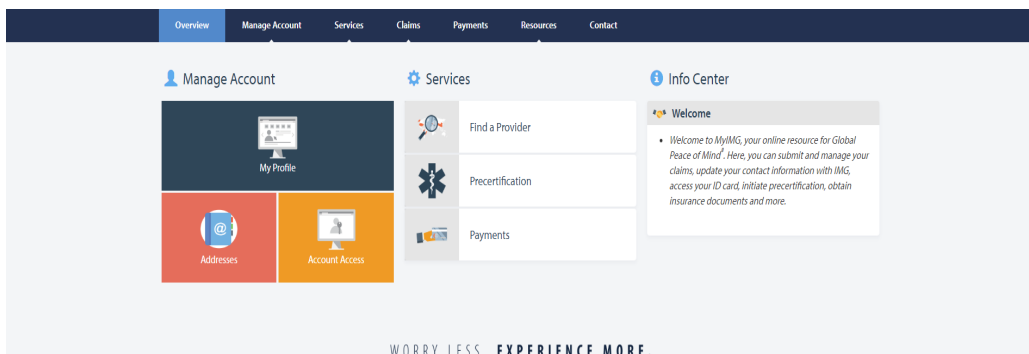 Overview Manage Account Services Claims Payments Resources Contact
Manage Account
My Profile
Addresses
Account Access
Services
Find a Provider
Precertification
Payments
Info Center
Welcome
Welcome to MyIMG, your online resource for Global
Peace of Mind®. Here, you can submit and manage your
claims, update your contact information with IMG,
access your ID card, initiate precertification, obtain
insurance documents and more.
WORRY LESS. EXPERIENCE MORE.